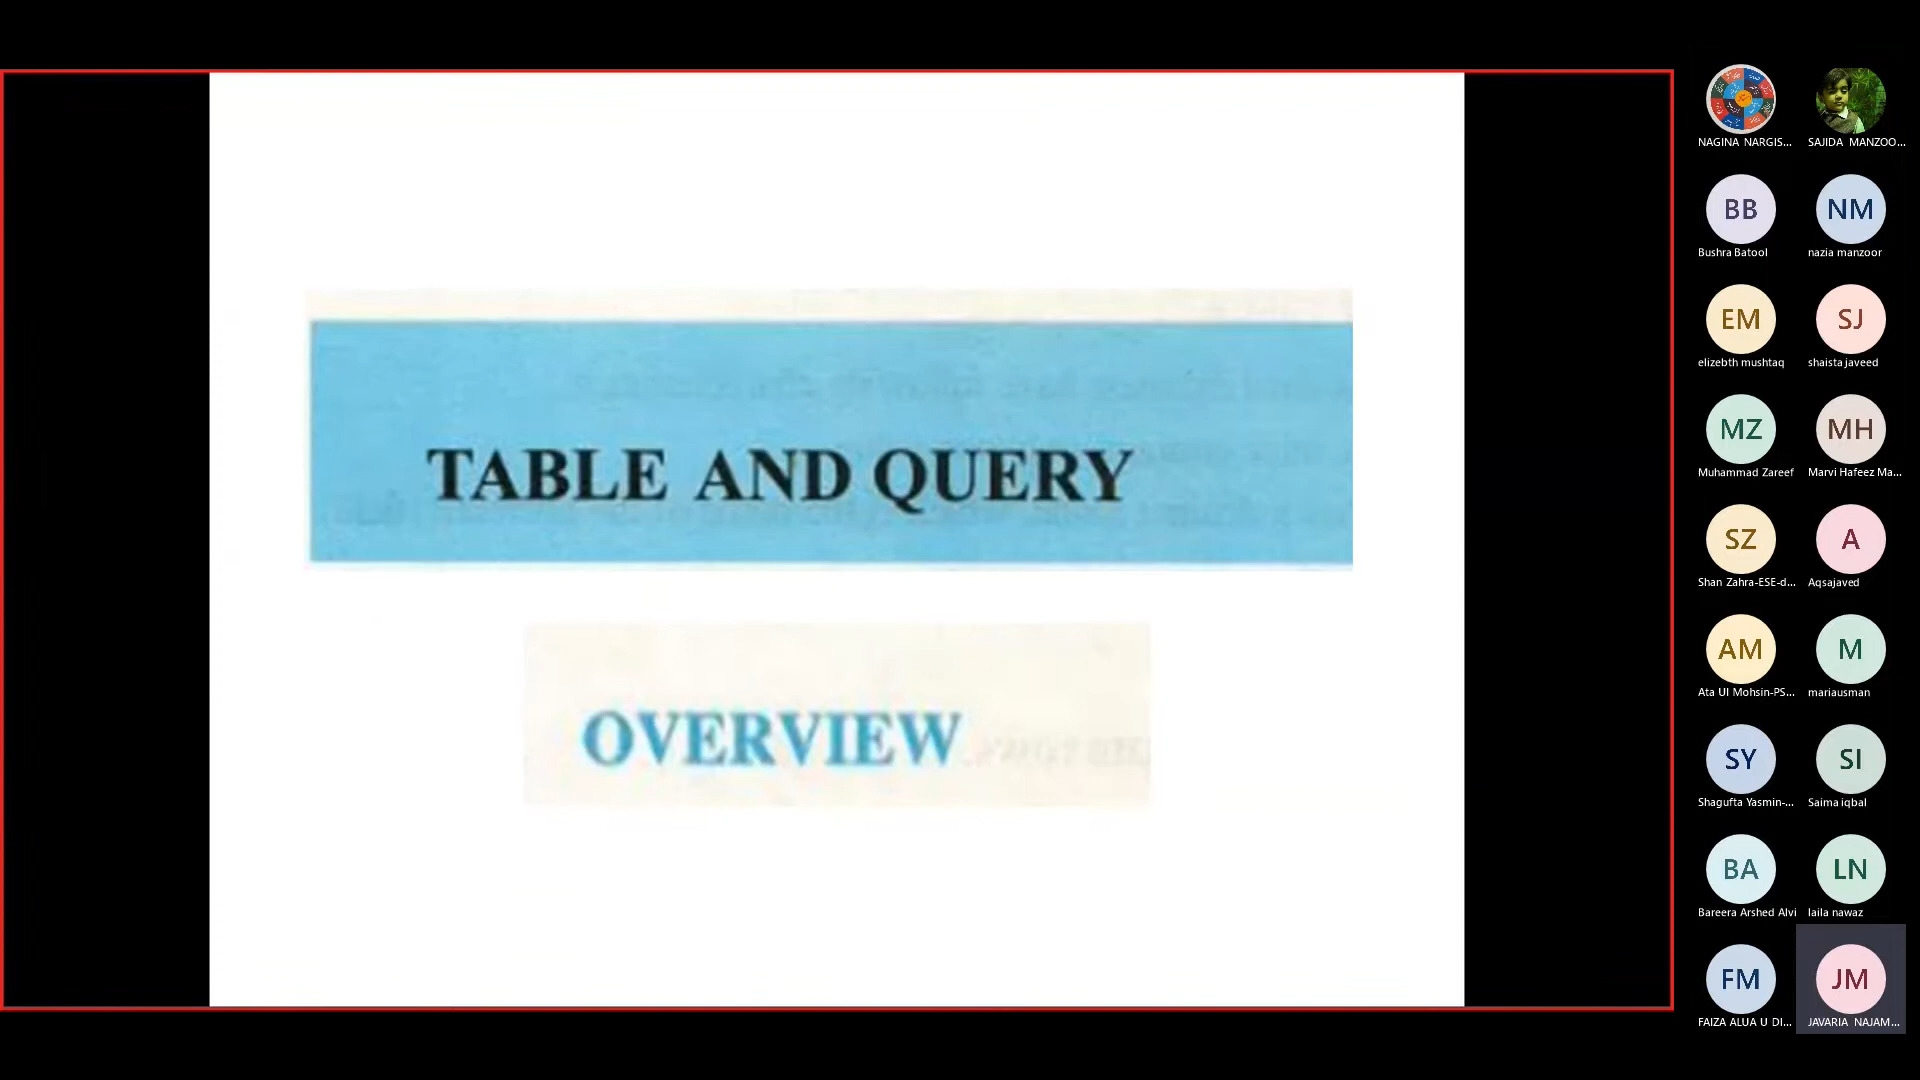 TABLE AND QUERY
OVERVIEW
NAGINA NARGIS...
SAJIDA MANZOO...
BB
Bushra Batool
NM
nazia manzoor
EM
elizebth mushtaq
SJ
shaista javeed
MZ
Muhammad Zareef
MH
Marvi Hafeez Ma...
SZ
Shan Zahra-ESE-d...
A
Aqsajaved
AM
Ata Ul Mohsin-PS...
M
mariausman
SY
Shagufta Yasmin-...
SI
Saima iqbal
BA
Bareera Arshed Alvi
LN
laila nawaz
FM
FAIZA ALUA U DI...
JM
JAVARIA NAJAM...